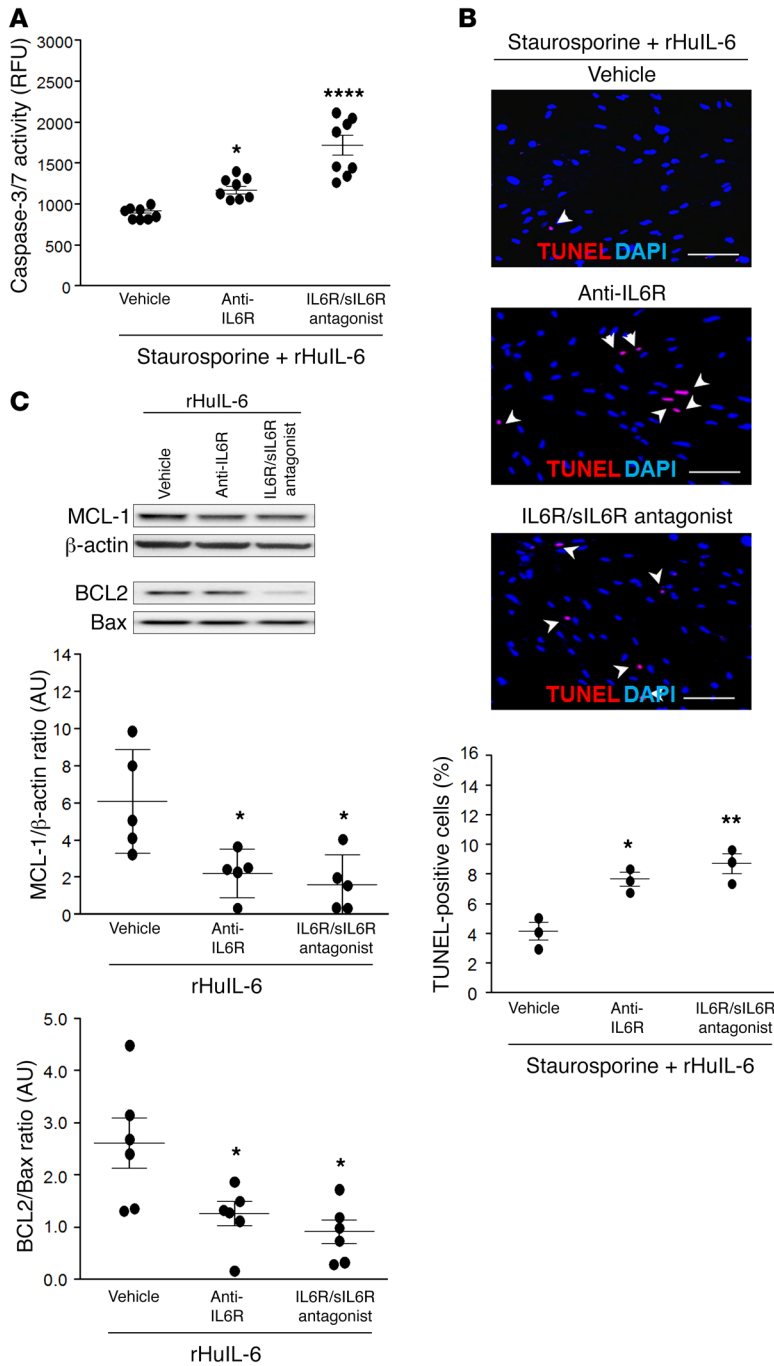 A
Caspase-3/7 activity (RFU)
3000
2500
2000
1500
1000
500
0
*
****
Vehicle
Anti-
IL6R
IL6R/sIL6R
antagonist
Staurosporine + rHuIL-6
B
Staurosporine + rHuIL-6
Vehicle
TUNEL DAPI
Anti-IL6R
TUNEL DAPI
IL6R/sIL6R antagonist
TUNEL DAPI
TUNEL-positive cells (%)
16
14
12
10
8
6
4
2
0
*
**
Vehicle
Anti-
IL6R
IL6R/sIL6R
antagonist
Staurosporine + rHuIL-6
C
rHuIL-6
Vehicle
Anti-IL6R
IL6R/sIL6R
antagonist
MCL-1
β-actin
BCL2
Bax
MCL-1/β-actin ratio (AU)
14
12
10
8
6
4
2
0
*
*
Vehicle
Anti-
IL6R
IL6R/sIL6R
antagonist
rHuIL-6
BCL2/Bax ratio (AU)
5.0
4.0
3.0
2.0
1.0
0.0
*
*
Vehicle
Anti-
IL6R
IL6R/sIL6R
antagonist
rHuIL-6